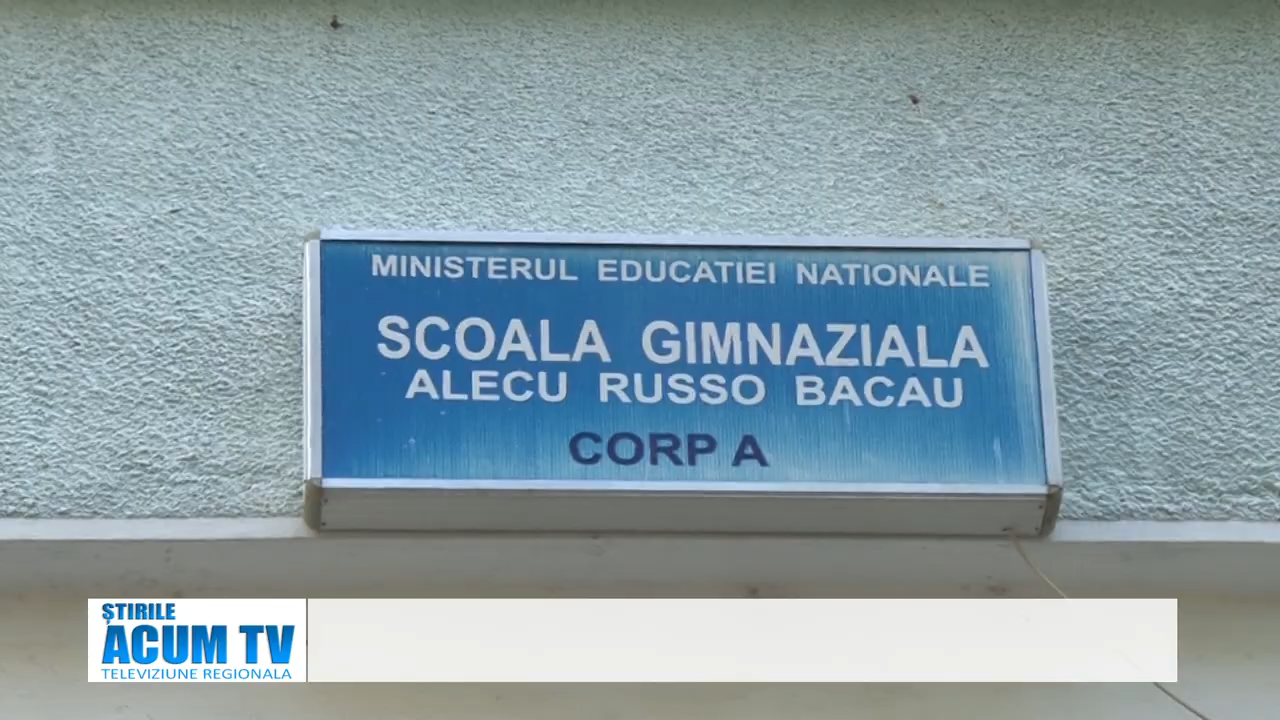 MINISTERUL EDUCATIEI NATIONALE
SCOALA GIMNAZIALA
ALECU RUSSO BACAU
CORP A
ȘTIRILE
ACUM TV
TELEVIZIUNE REGIONALA